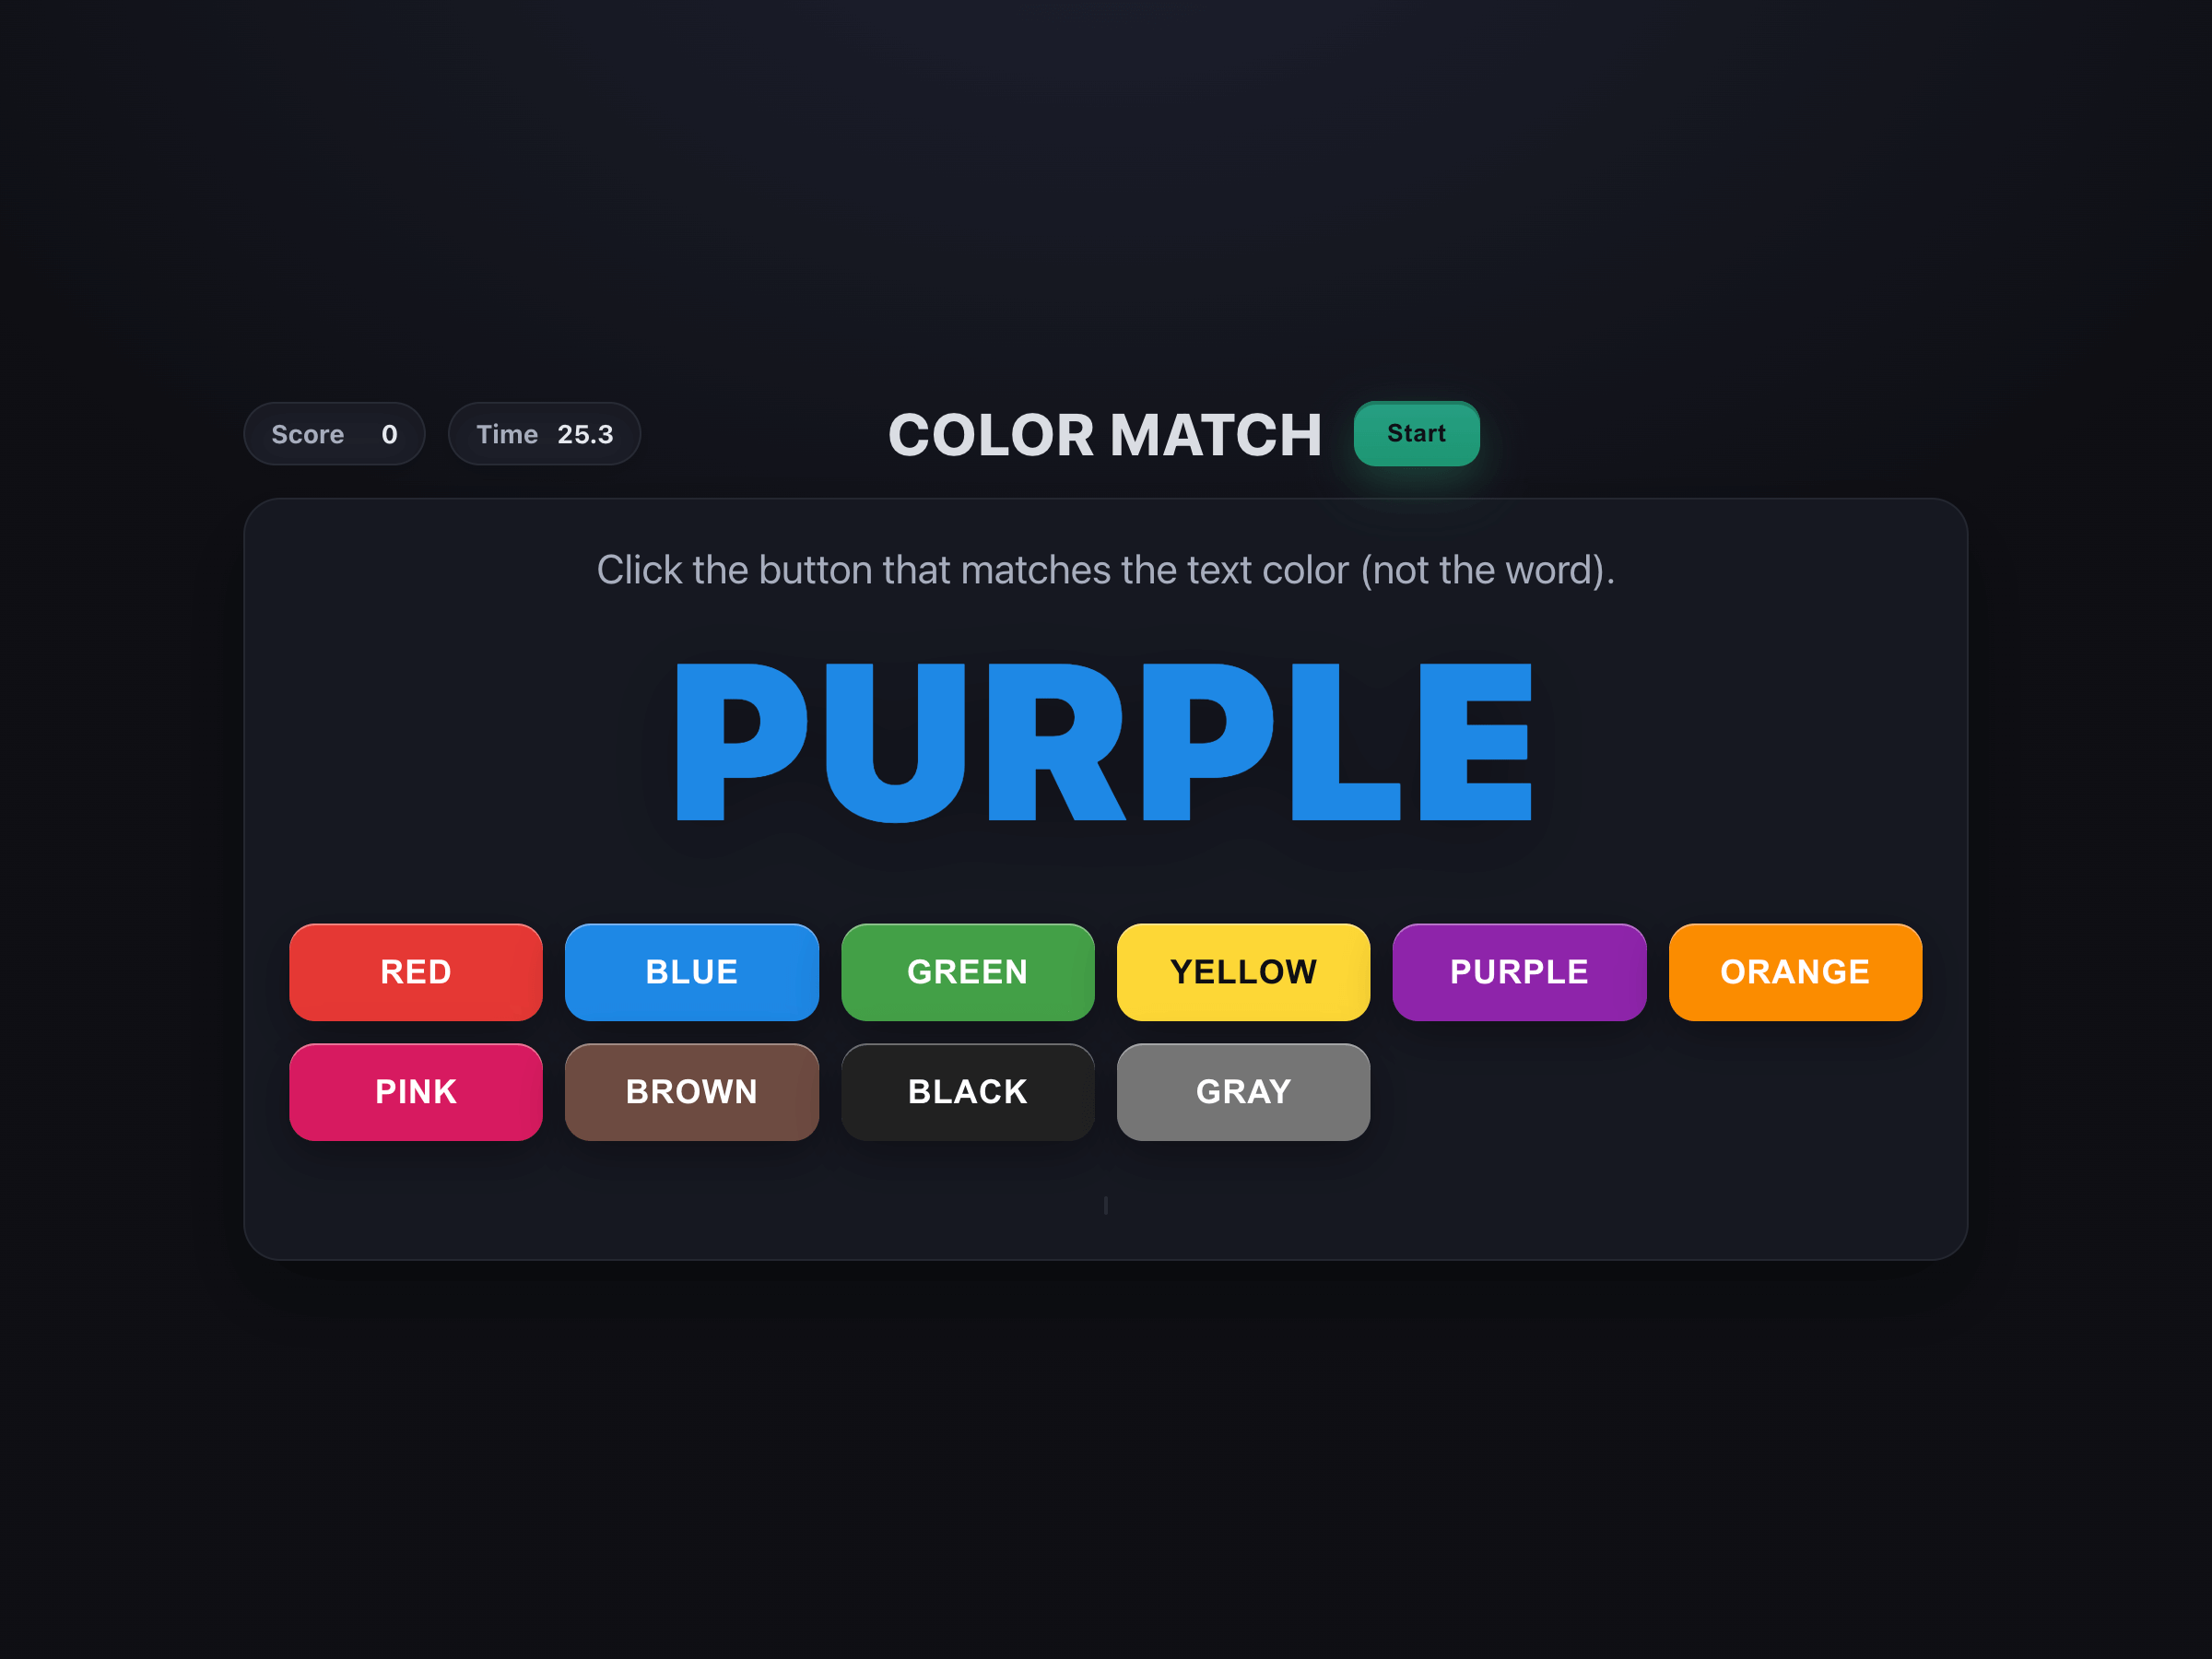 Score 0 Time 25.3 COLOR MATCH Start
Click the button that matches the text color (not the word).
PURPLE
RED BLUE GREEN YELLOW PURPLE ORANGE
PINK BROWN BLACK GRAY